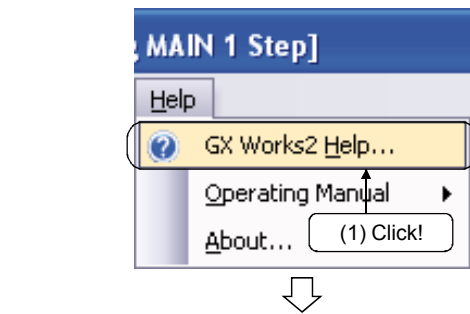 MAIN 1 Step]
Help
GX Works2 Help...
Operating Manual
About...
(1) Click!